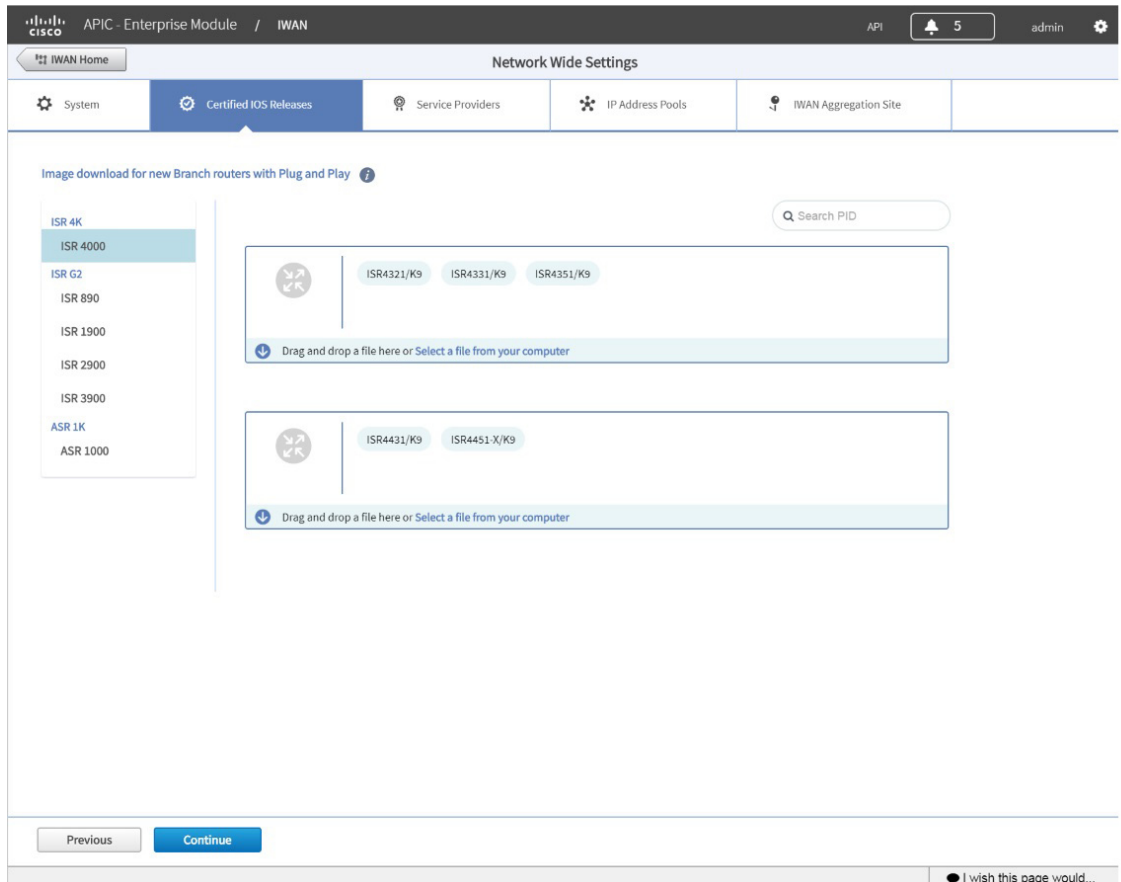 CISCO APIC - Enterprise Module / IWAN API 5 admin
IWAN Home Network Wide Settings
System Certified IOS Releases Service Providers IP Address Pools IWAN Aggregation Site
Image download for new Branch routers with Plug and Play i
Search PID
ISR 4K
ISR 4000
ISR G2
ISR 890
ISR 1900
ISR 2900
ISR 3900
ASR 1K
ASR 1000
ISR4321/K9 ISR4331/K9 ISR4351/K9
Drag and drop a file here or Select a file from your computer
ISR4431/K9 ISR4451-X/K9
Drag and drop a file here or Select a file from your computer
Previous Continue
I wish this page would...